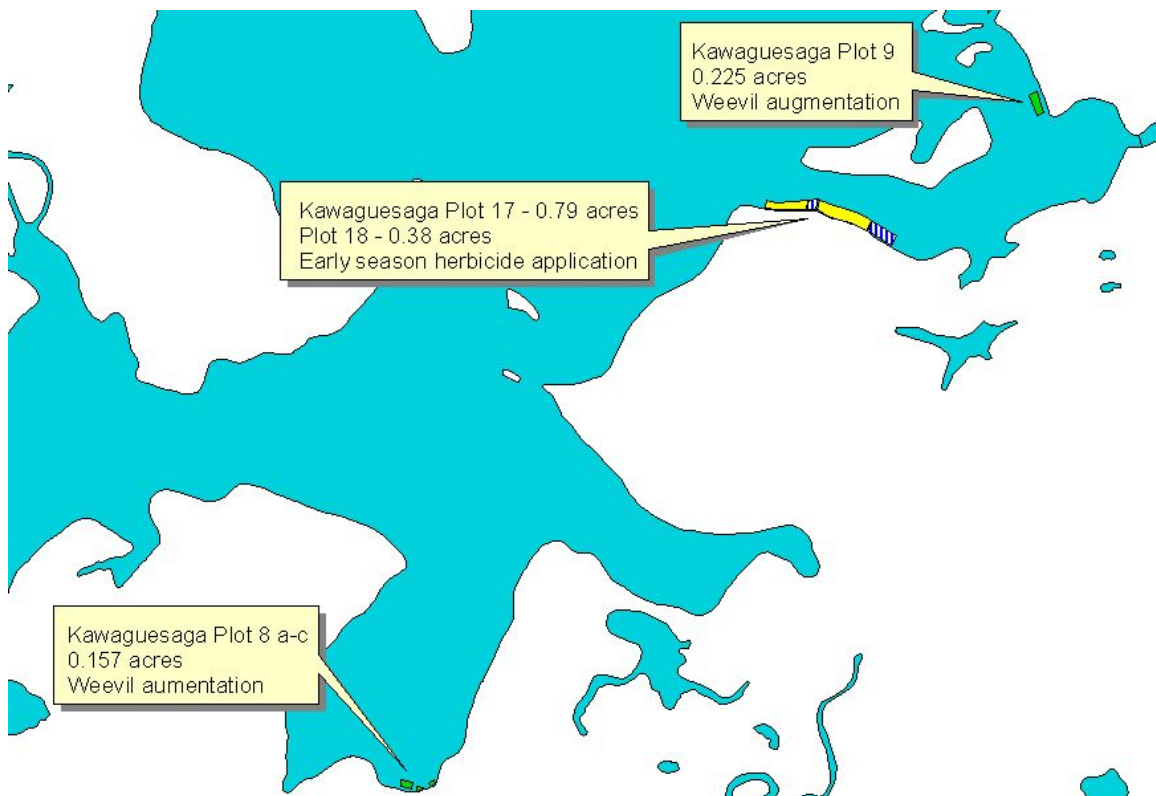 Kawaguesaga Plot 9
0.225 acres
Weevil augmentation
Kawaguesaga Plot 17 - 0.79 acres
Plot 18 - 0.38 acres
Early season herbicide application
Kawaguesaga Plot 8 a-c
0.157 acres
Weevil aumentation